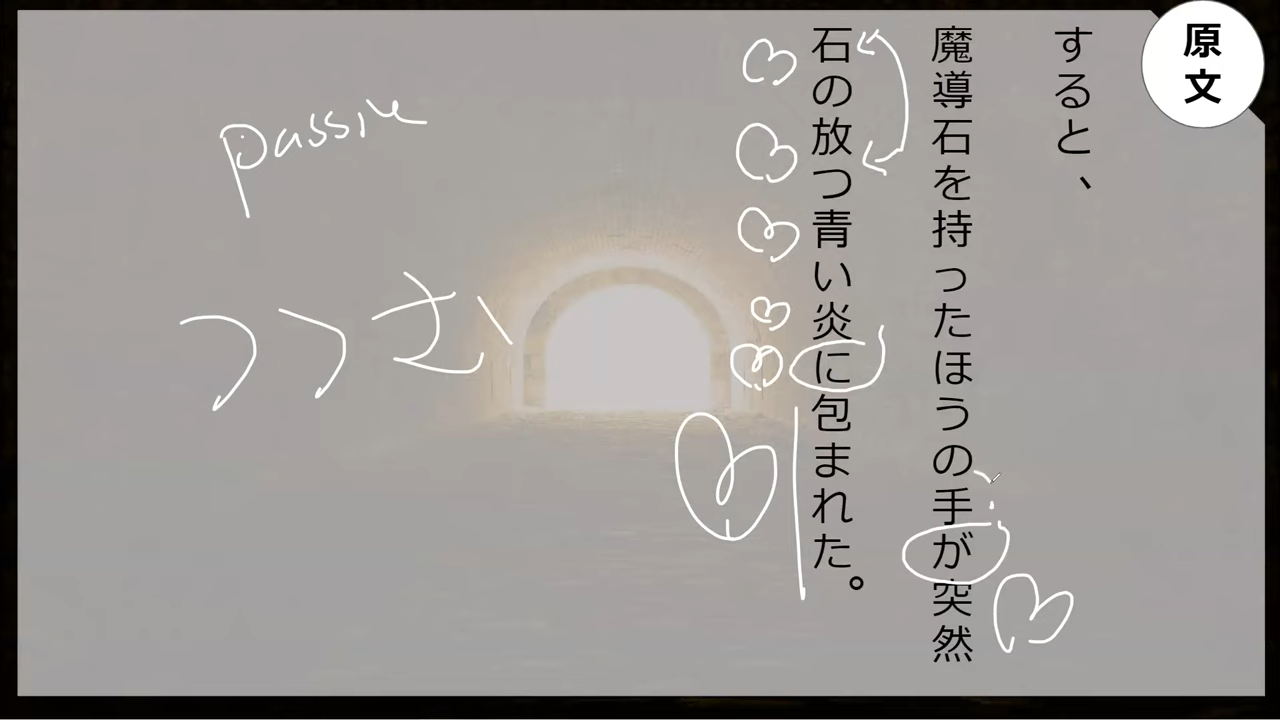 原文
すると、
魔導石を持ったほうの手が突然
石の放つ青い炎に包まれた。
passive
つつむ